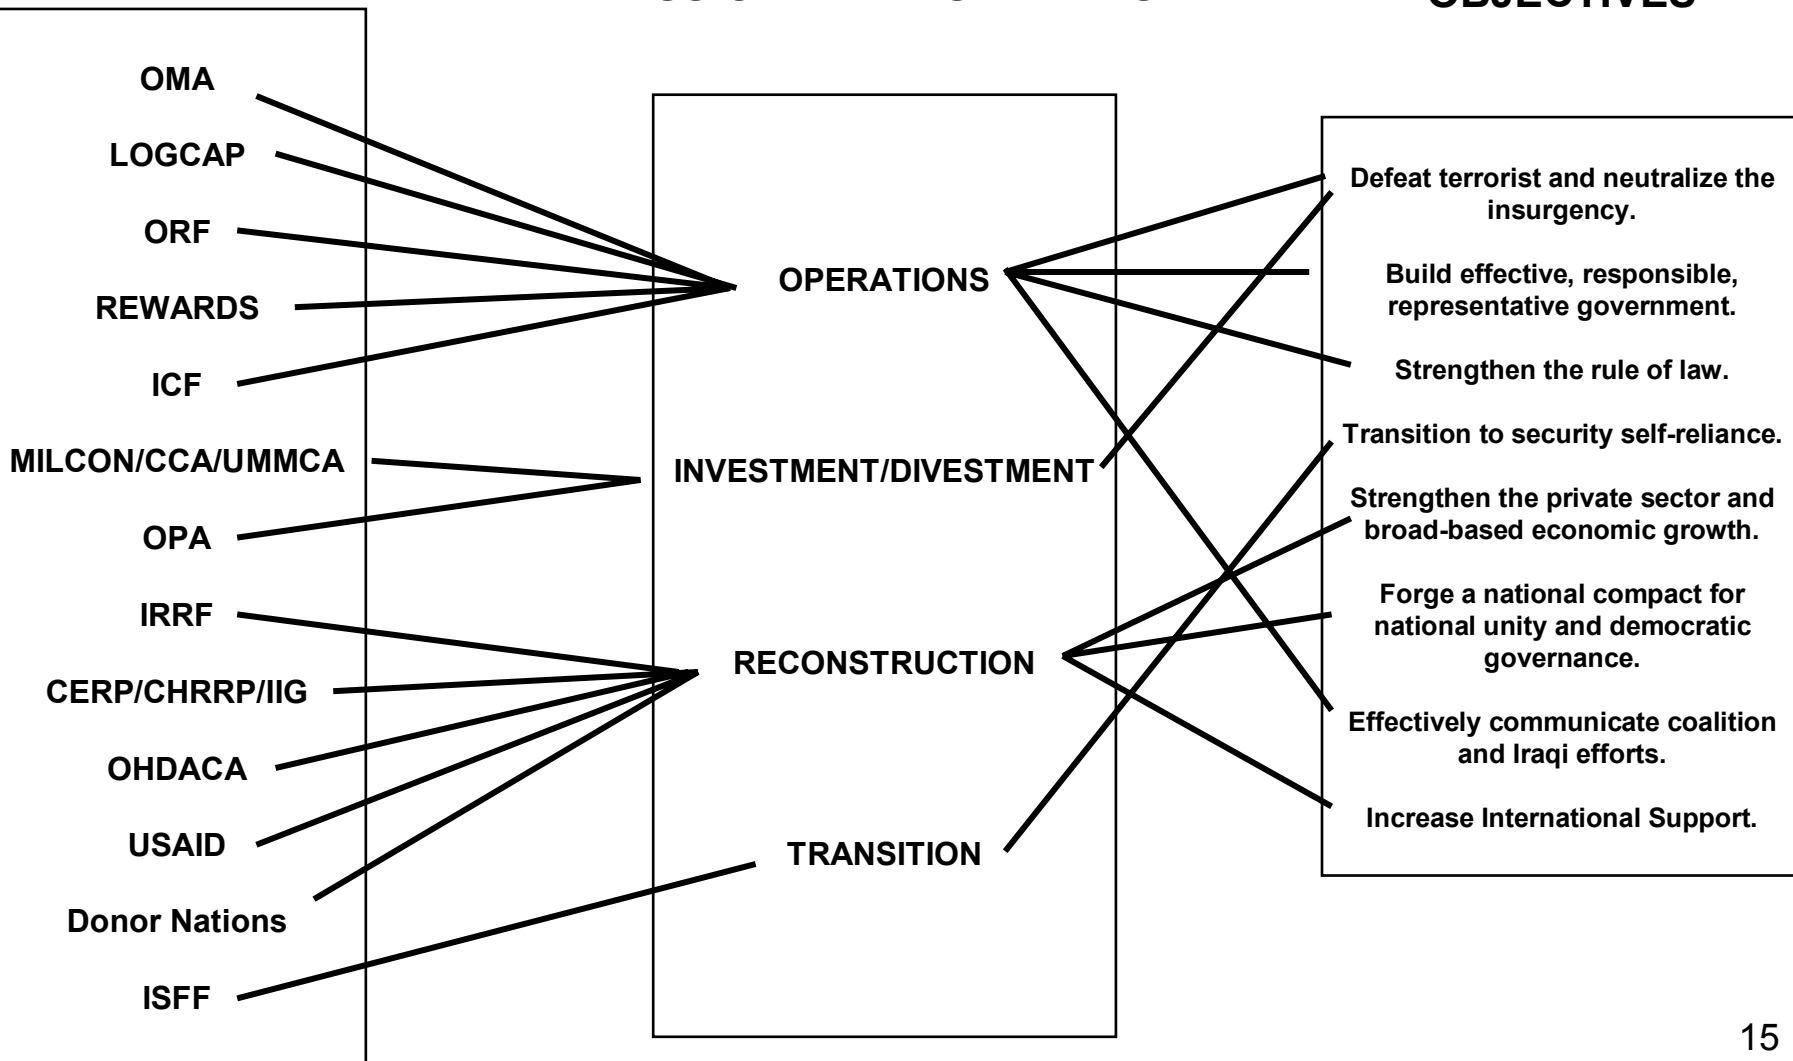 OBJECTIVES
OMA
LOGCAP
ORF
REWARDS
ICF
MILCON/CCA/UMMCA
OPA
IRRF
CERP/CHRRP/IIG
OHDACA
USAID
Donor Nations
ISFF
OPERATIONS
INVESTMENT/DIVESTMENT
RECONSTRUCTION
TRANSITION
Defeat terrorist and neutralize the
insurgency.
Build effective, responsible,
representative government.
Strengthen the rule of law.
Transition to security self-reliance.
Strengthen the private sector and
broad-based economic growth.
Forge a national compact for
national unity and democratic
governance.
Effectively communicate coalition
and Iraqi efforts.
Increase International Support.
15